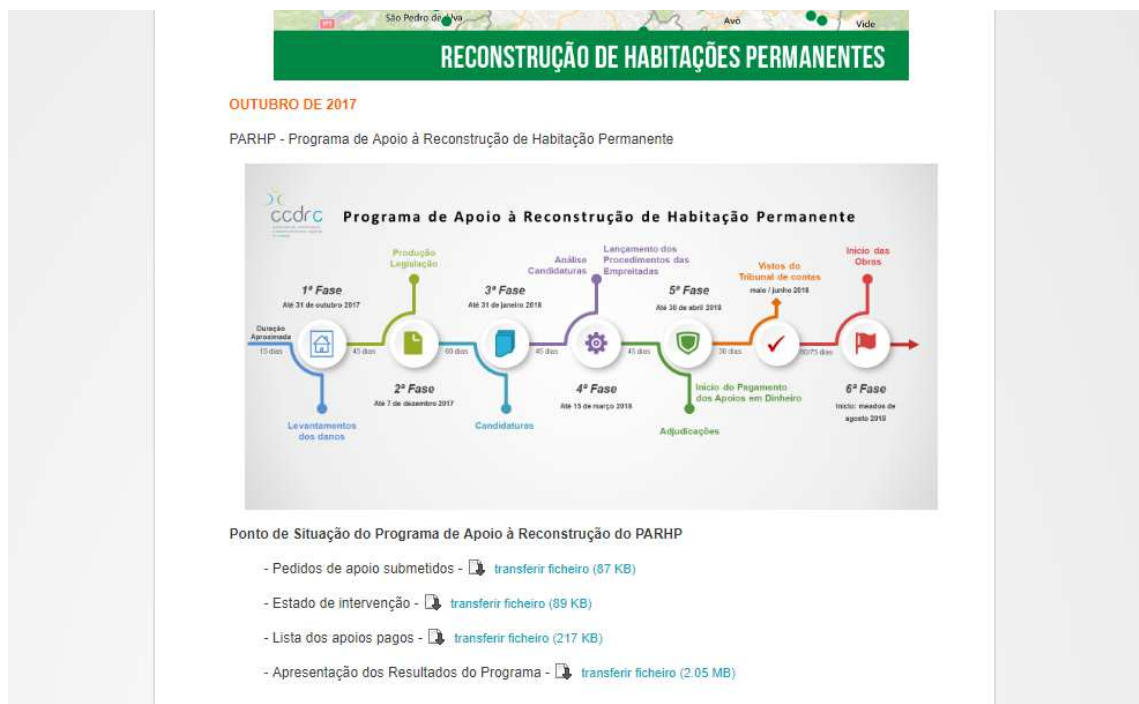 São Pedro de Alva
Avô
Vide
RECONSTRUÇÃO DE HABITAÇÕES PERMANENTES
OUTUBRO DE 2017
PARHP - Programa de Apoio à Reconstrução de Habitação Permanente
ccdrc
Programa de Apoio à Reconstrução de Habitação Permanente
Produção
Legislação
Análise
Candidaturas
Lançamento dos
Procedimentos das
Empreitadas
Vistos do
Tribunal de contas
maio / junho 2018
Início das
Obras
1ª Fase
Até 31 de outubro 2017
3ª Fase
Até 31 de janeiro 2018
5ª Fase
Até 30 de abril 2018
Duração
Aproximada
15 dias
45 dias
60 dias
45 dias
45 dias
30 dias
60/75 dias
2ª Fase
Até 7 de dezembro 2017
4ª Fase
Até 15 de março 2018
6ª Fase
Início: meados de
agosto 2018
Levantamentos
dos danos
Candidaturas
Adjudicações
Início do Pagamento
dos Apoios em Dinheiro
Ponto de Situação do Programa de Apoio à Reconstrução do PARHP
- Pedidos de apoio submetidos - transferir ficheiro (87 KB)
- Estado de intervenção - transferir ficheiro (89 KB)
- Lista dos apoios pagos - transferir ficheiro (217 KB)
- Apresentação dos Resultados do Programa - transferir ficheiro (2.05 MB)